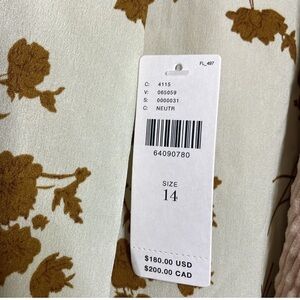 FL_497
C: 4115
V: 065059
S: 0000031
C: NEUTR
64090780
SIZE
14
$180.00 USD
$200.00 CAD